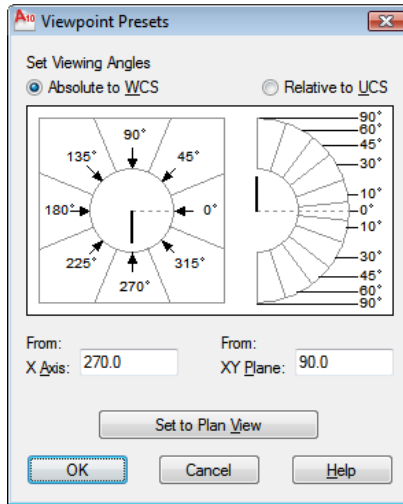 A10 Viewpoint Presets
Set Viewing Angles
Absolute to WCS Relative to UCS
90°
135° 45°
180° 0°
225° 315°
270°
90°
60°
45°
30°
10°
0°
10°
30°
45°
60°
90°
From: From:
X Axis: 270.0 XY Plane: 90.0
Set to Plan View
OK Cancel Help